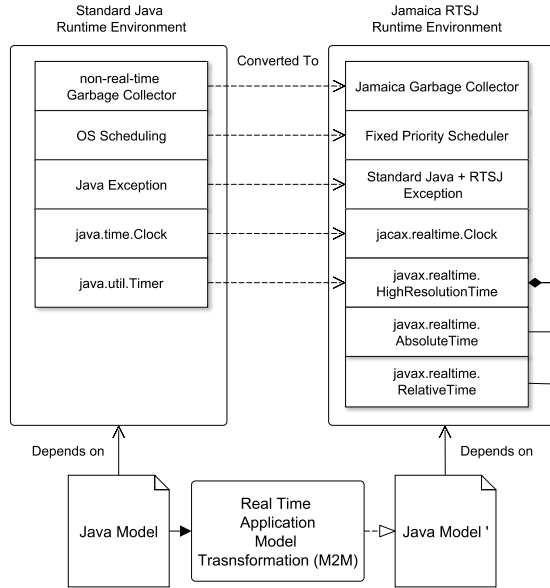 Standard Java
Runtime Environment
Jamaica RTSJ
Runtime Environment
Converted To
non-real-time
Garbage Collector
Jamaica Garbage Collector
OS Scheduling
Fixed Priority Scheduler
Java Exception
Standard Java + RTSJ
Exception
java.time.Clock
jacax.realtime.Clock
java.util.Timer
javax.realtime.
HighResolutionTime
javax.realtime.
AbsoluteTime
javax.realtime.
RelativeTime
Depends on
Depends on
Java Model
Real Time
Application
Model
Trasnsformation (M2M)
Java Model '